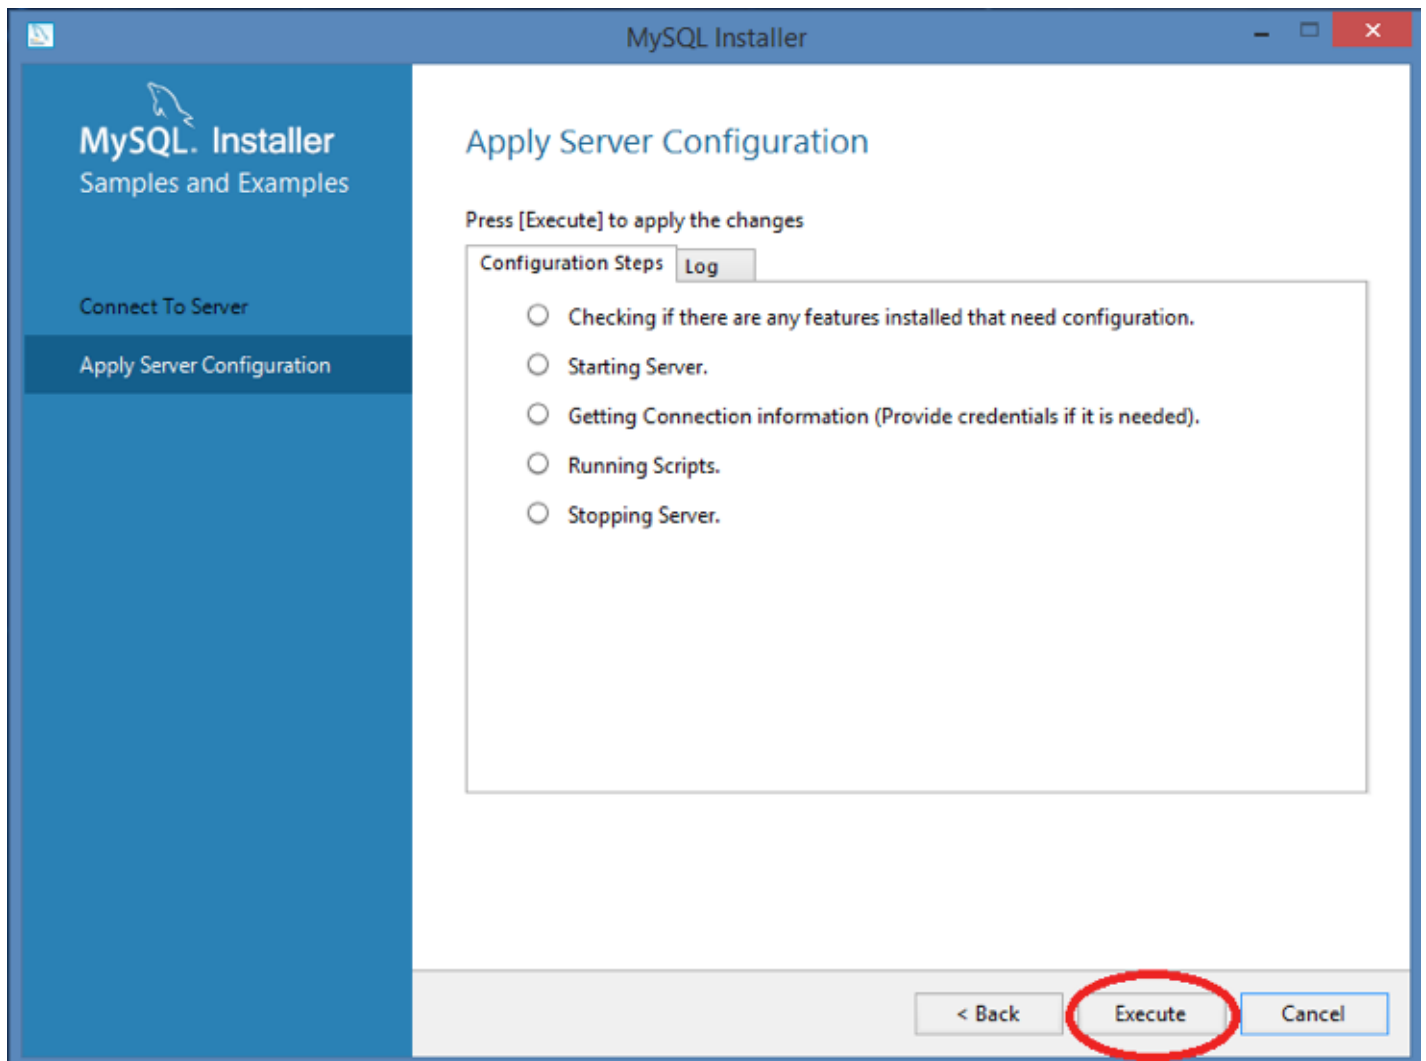 MySQL Installer
MySQL. Installer
Samples and Examples
Connect To Server
Apply Server Configuration
Apply Server Configuration
Press [Execute] to apply the changes
Configuration Steps Log
Checking if there are any features installed that need configuration.
Starting Server.
Getting Connection information (Provide credentials if it is needed).
Running Scripts.
Stopping Server.
< Back Execute Cancel